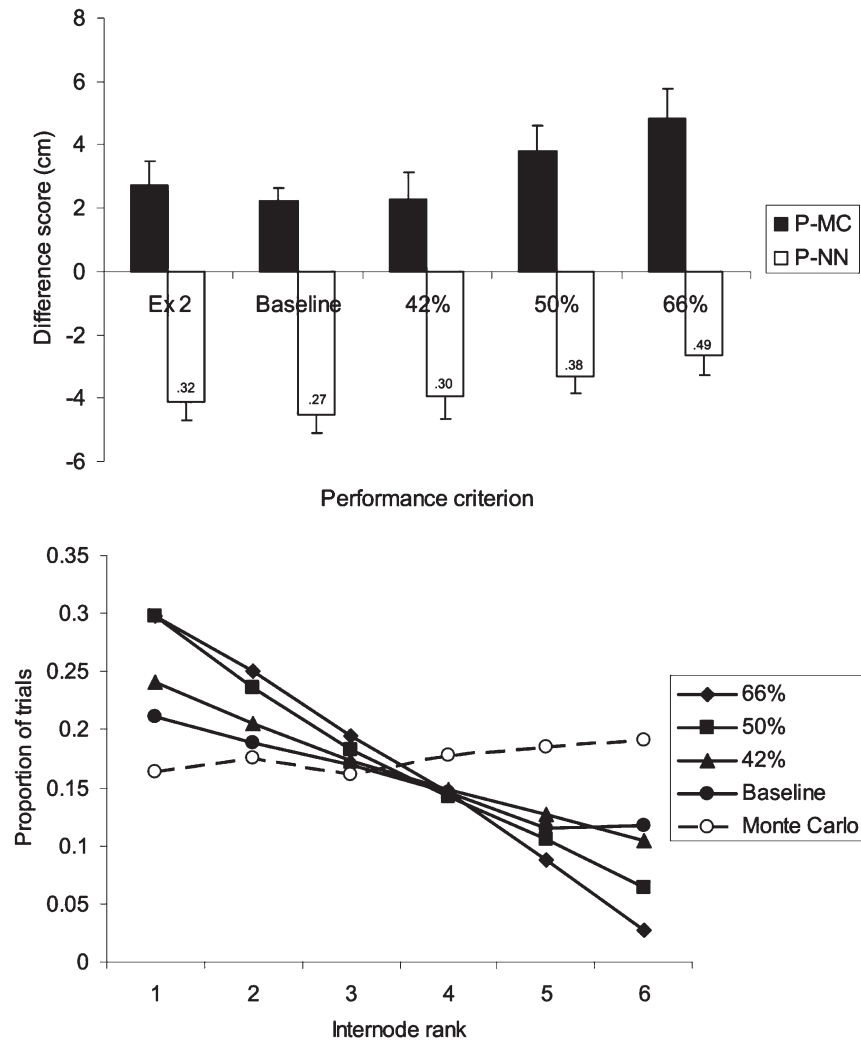 8
6
4
2
0
-2
-4
-6
Difference score (cm)
Ex 2 Baseline 42% 50% 66%
.32 .27 .30 .38 .49
P-MC
P-NN
Performance criterion
0.35
0.3
0.25
0.2
0.15
0.1
0.05
0
Proportion of trials
66%
50%
42%
Baseline
Monte Carlo
1 2 3 4 5 6
Internode rank